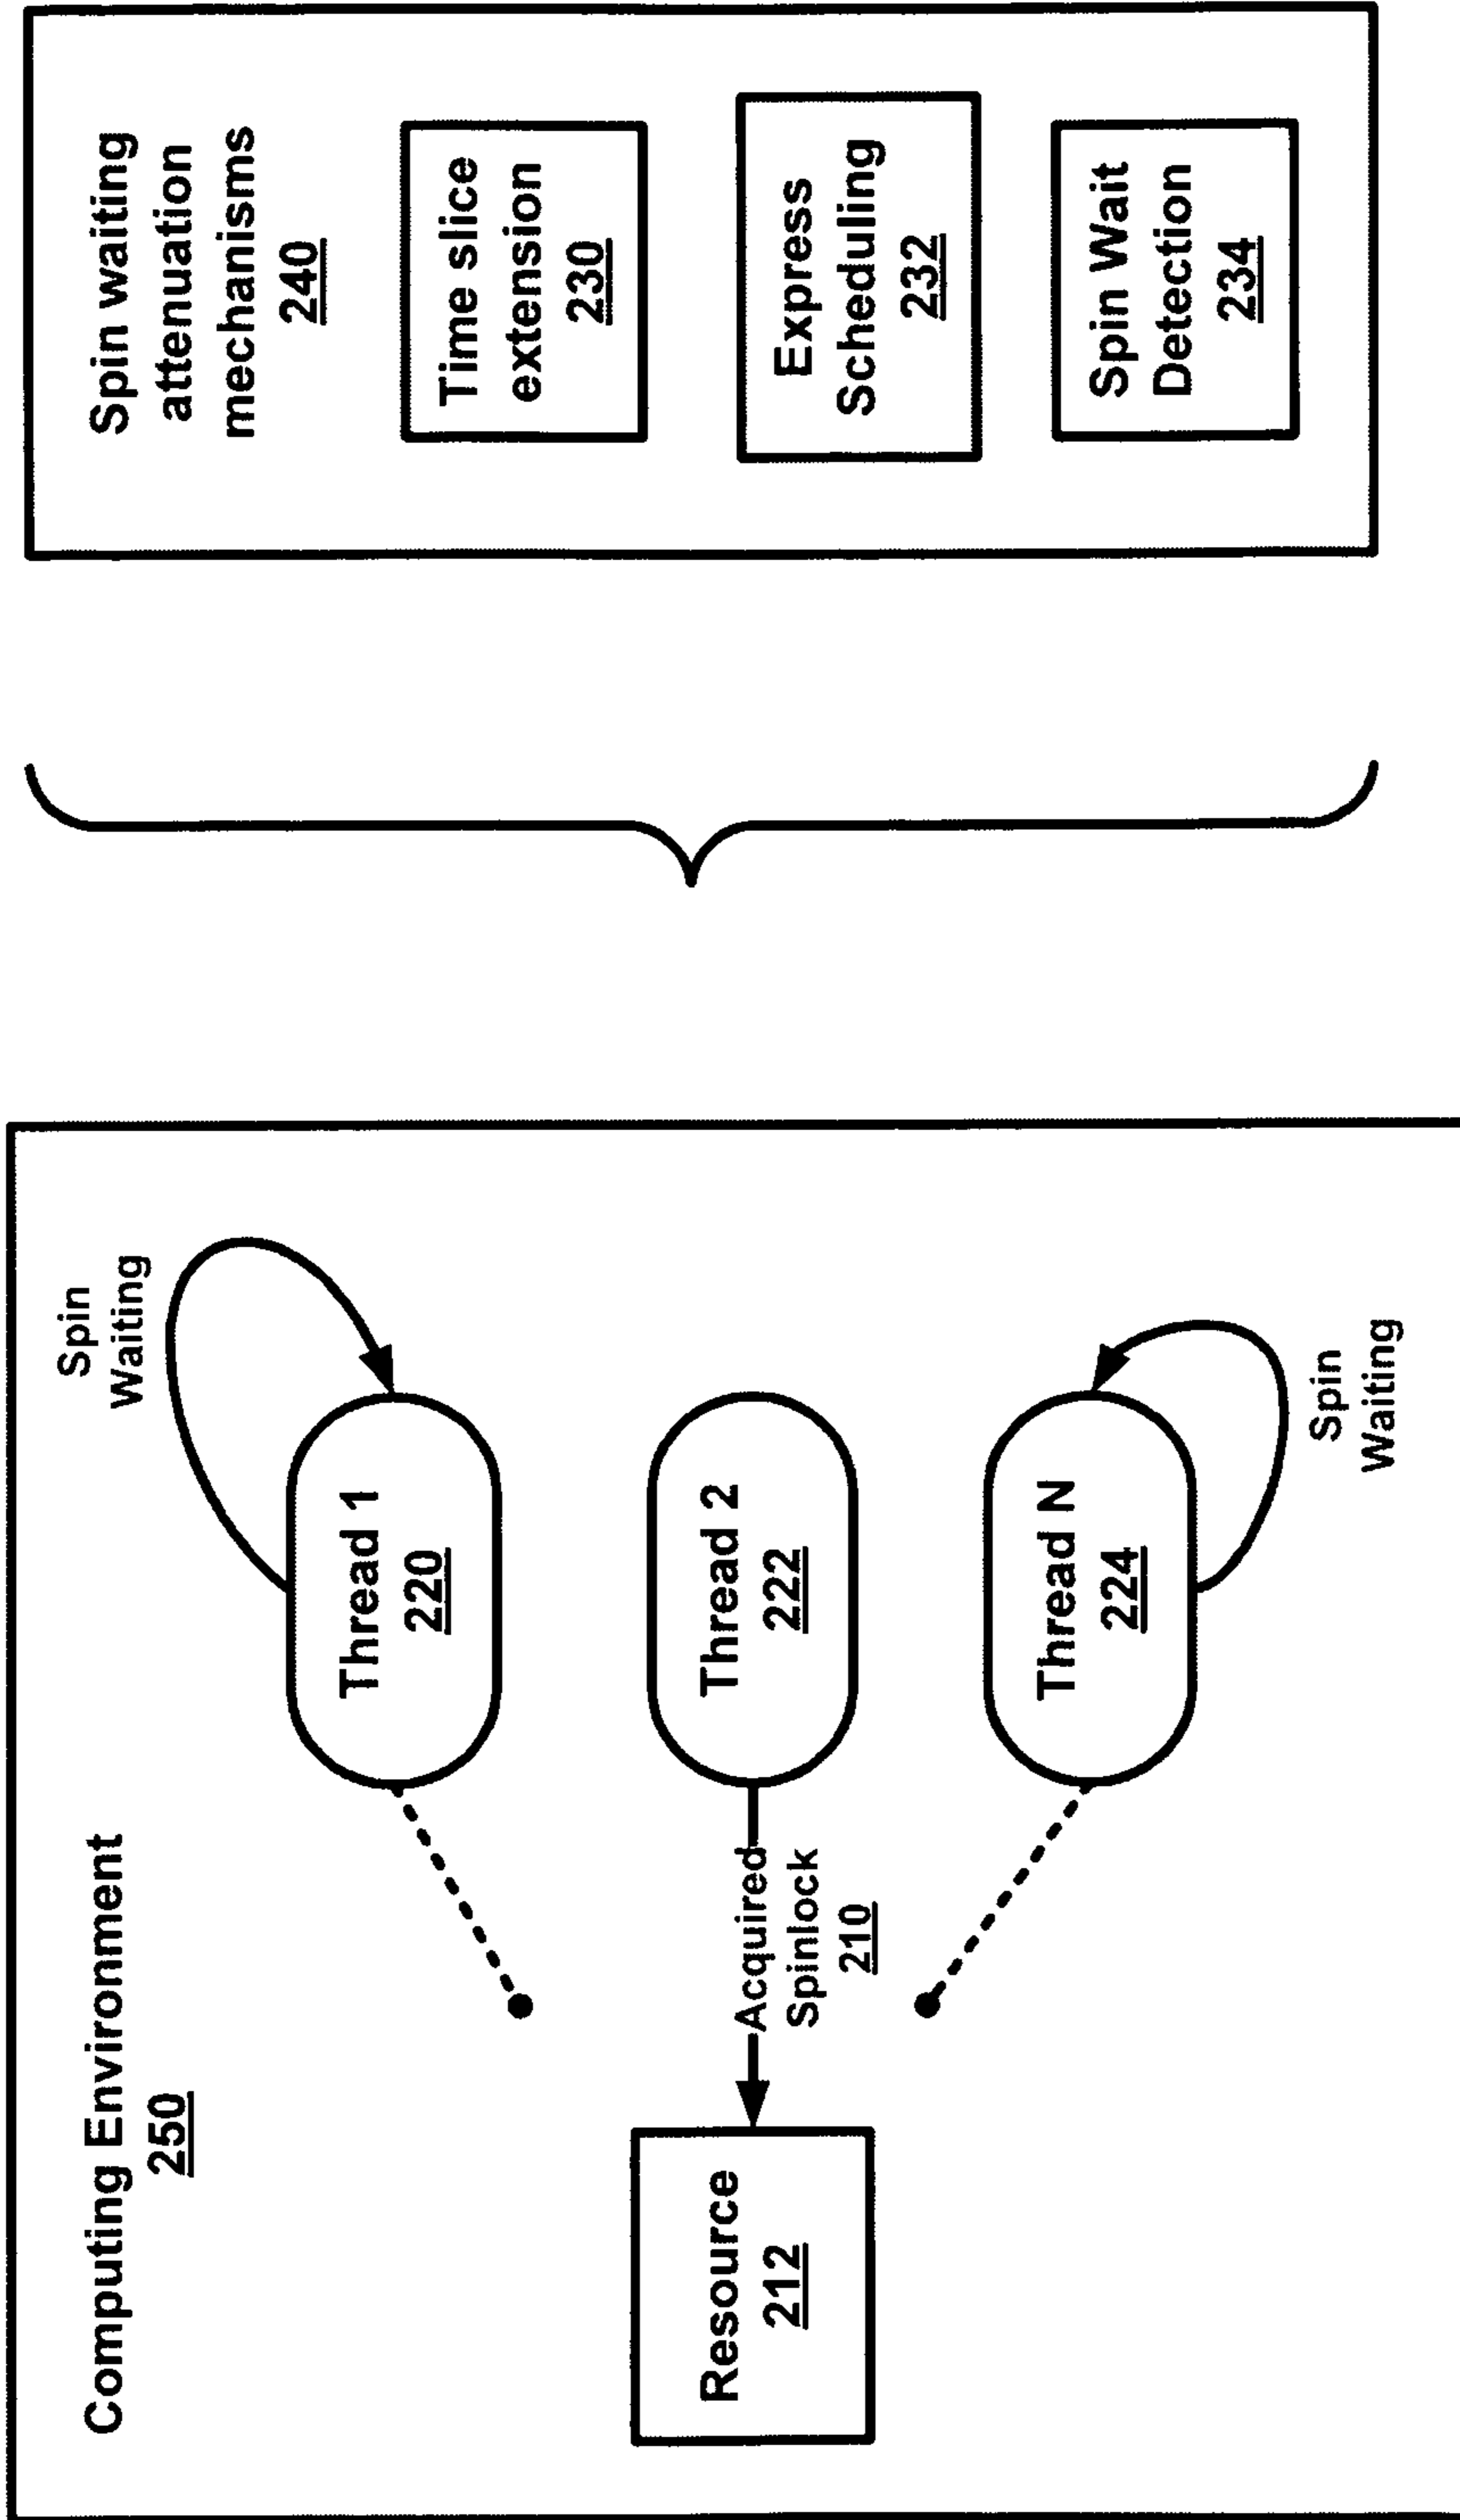 Computing Environment
250
Resource
212
Acquired
Spinlock
210
Thread 1
220
Thread 2
222
Thread N
224
Spin
Waiting
Spin
Waiting
Spin waiting
attenuation
mechanisms
240
Time slice
extension
230
Express
Scheduling
232
Spin Wait
Detection
234